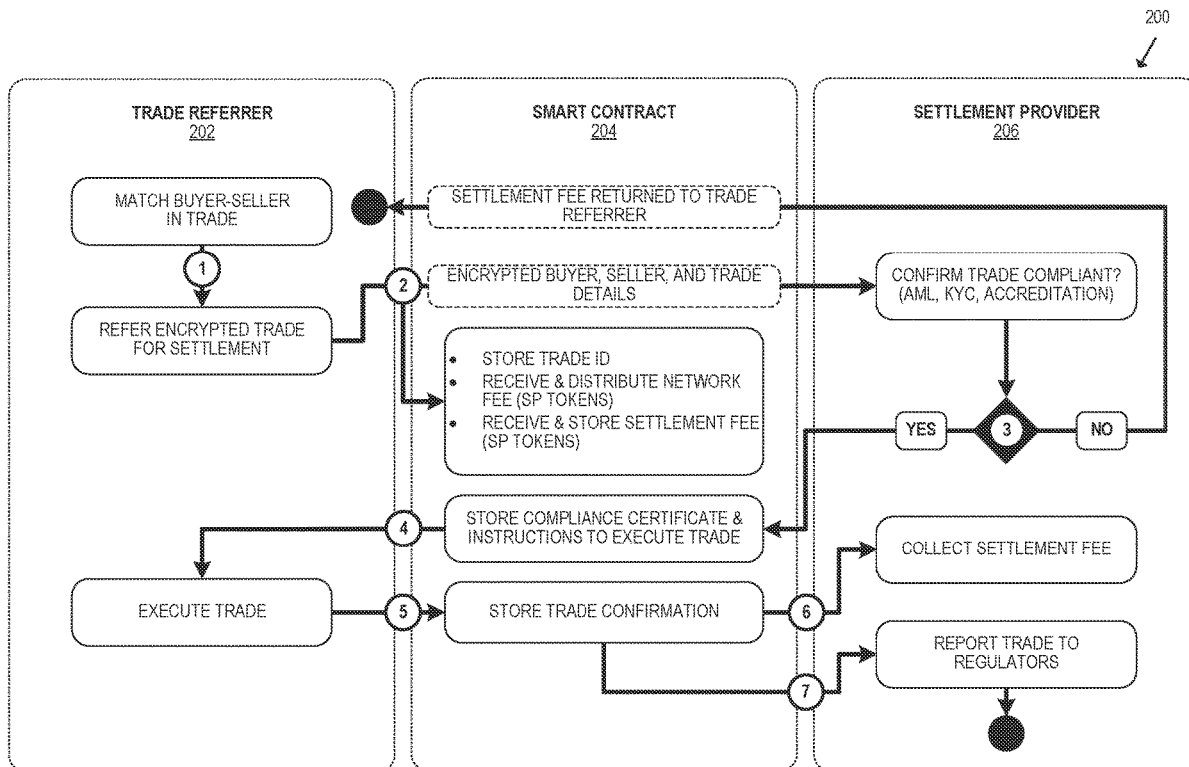 200
TRADE REFERRER
202
MATCH BUYER-SELLER
IN TRADE
1
REFER ENCRYPTED TRADE
FOR SETTLEMENT
EXECUTE TRADE
SMART CONTRACT
204
SETTLEMENT FEE RETURNED TO TRADE
REFERRER
2
ENCRYPTED BUYER, SELLER, AND TRADE
DETAILS
• STORE TRADE ID
• RECEIVE & DISTRIBUTE NETWORK
FEE (SP TOKENS)
• RECEIVE & STORE SETTLEMENT FEE
(SP TOKENS)
4
STORE COMPLIANCE CERTIFICATE &
INSTRUCTIONS TO EXECUTE TRADE
5
STORE TRADE CONFIRMATION
6
7
SETTLEMENT PROVIDER
206
CONFIRM TRADE COMPLIANT?
(AML, KYC, ACCREDITATION)
YES
3
NO
COLLECT SETTLEMENT FEE
REPORT TRADE TO
REGULATORS